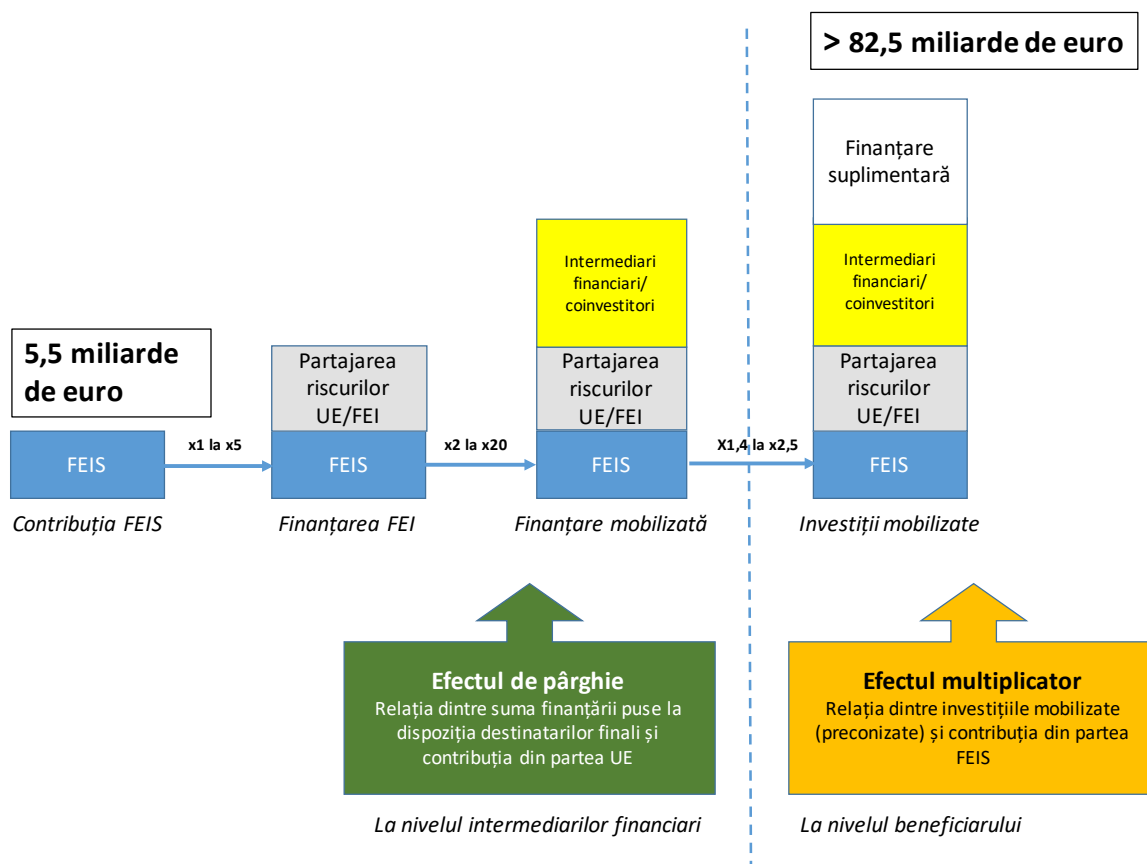 > 82,5 miliarde de euro
Finanțare
suplimentară
Intermediari
financiari/
coinvestitori
Intermediari
financiari/
coinvestitori
5,5 miliarde
de euro
Partajarea
riscurilor
UE/FEI
Partajarea
riscurilor
UE/FEI
Partajarea
riscurilor
UE/FEI
FEIS
x1 la x5
FEIS
x2 la x20
FEIS
X1,4 la x2,5
FEIS
Contribuția FEIS
Finanțarea FEI
Finanțare mobilizată
Investiții mobilizate
Efectul de pârghie
Relația dintre suma finanțării puse la
dispoziția destinatarilor finali și
contribuția din partea UE
Efectul multiplicator
Relația dintre investițiile mobilizate
(preconizate) și contribuția din partea
FEIS
La nivelul intermediarilor financiari
La nivelul beneficiarului